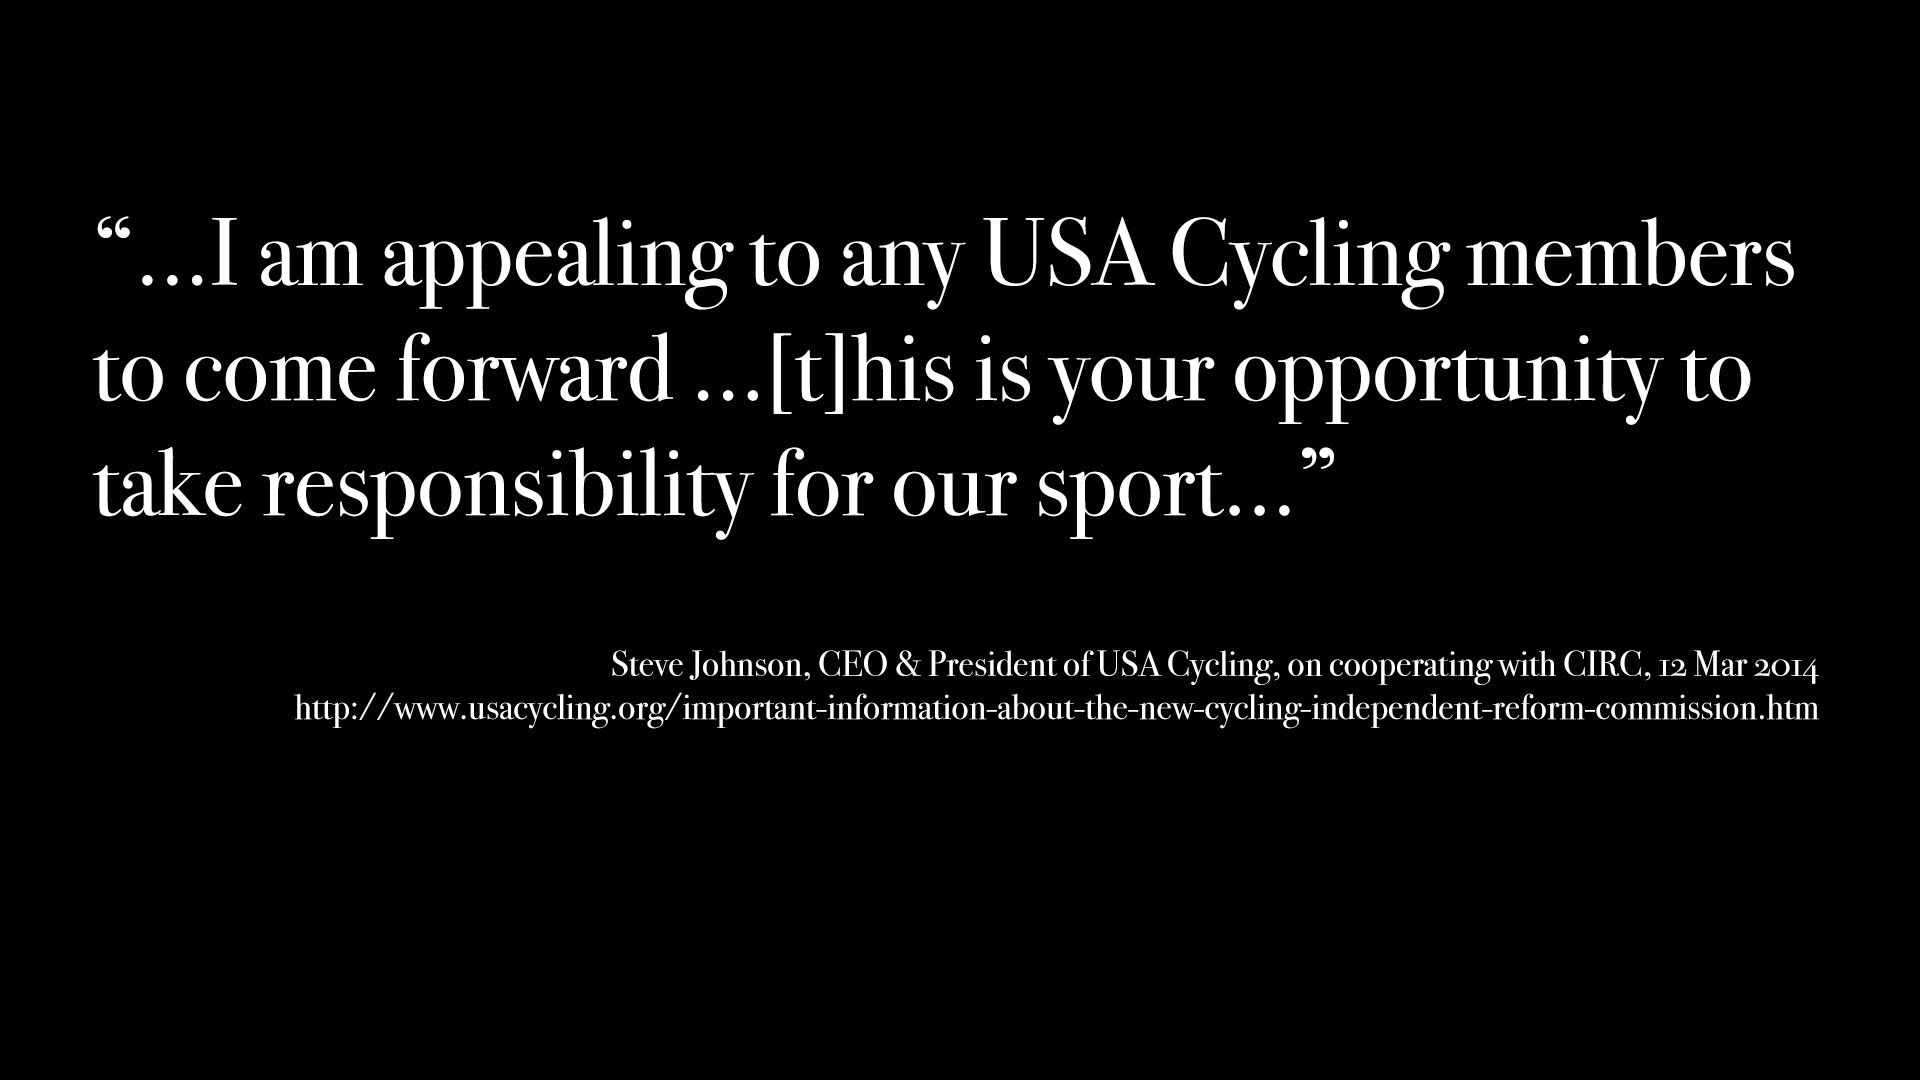 “…I am appealing to any USA Cycling members
to come forward …[t]his is your opportunity to
take responsibility for our sport…”
Steve Johnson, CEO & President of USA Cycling, on cooperating with CIRC, 12 Mar 2014
http://www.usacycling.org/important-information-about-the-new-cycling-independent-reform-commission.htm